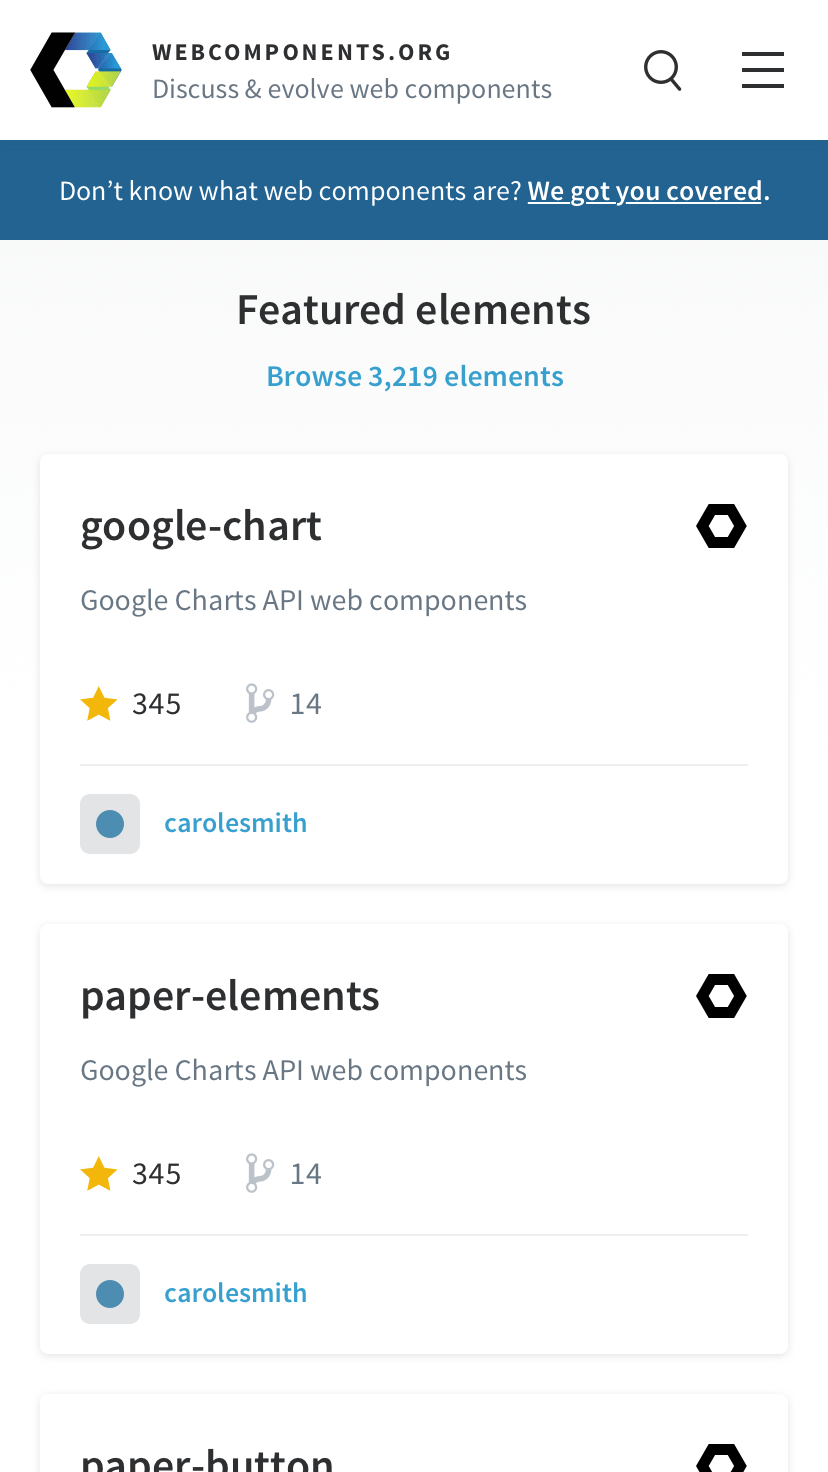 WEBCOMPONENTS.ORG
Discuss & evolve web components
Don’t know what web components are? We got you covered.
Featured elements
Browse 3,219 elements
google-chart
Google Charts API web components
345 14
carolesmith
paper-elements
Google Charts API web components
345 14
carolesmith
paper-button